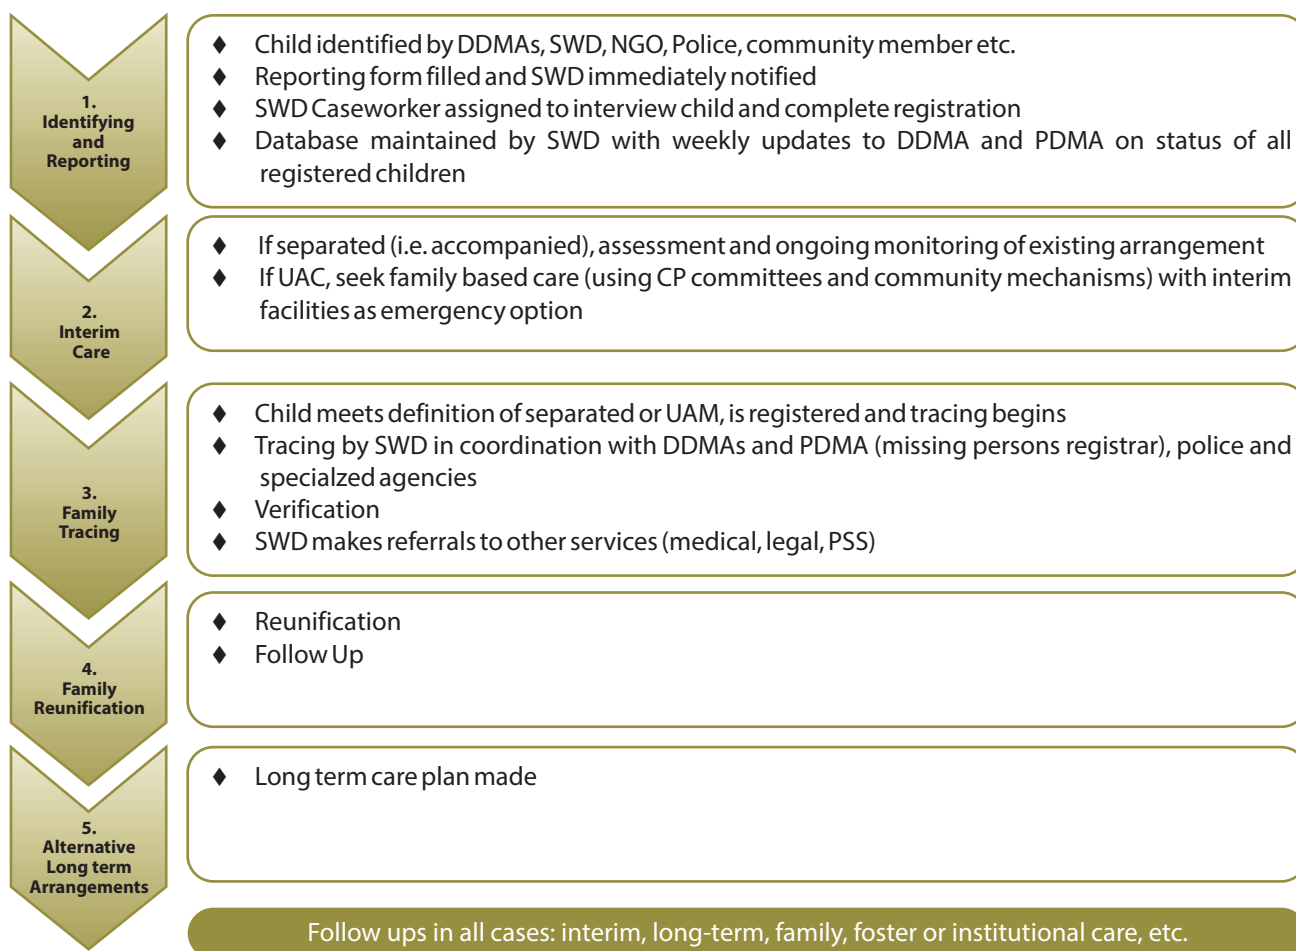 1.
Identifying
and
Reporting
♦ Child identified by DDMAs, SWD, NGO, Police, community member etc.
♦ Reporting form filled and SWD immediately notified
♦ SWD Caseworker assigned to interview child and complete registration
♦ Database maintained by SWD with weekly updates to DDMA and PDMA on status of all
registered children
2.
Interim
Care
♦ If separated (i.e. accompanied), assessment and ongoing monitoring of existing arrangement
♦ If UAC, seek family based care (using CP committees and community mechanisms) with interim
facilities as emergency option
3.
Family
Tracing
♦ Child meets definition of separated or UAM, is registered and tracing begins
♦ Tracing by SWD in coordination with DDMAs and PDMA (missing persons registrar), police and
specialzed agencies
♦ Verification
♦ SWD makes referrals to other services (medical, legal, PSS)
4.
Family
Reunification
♦ Reunification
♦ Follow Up
5.
Alternative
Long term
Arrangements
♦ Long term care plan made
Follow ups in all cases: interim, long-term, family, foster or institutional care, etc.